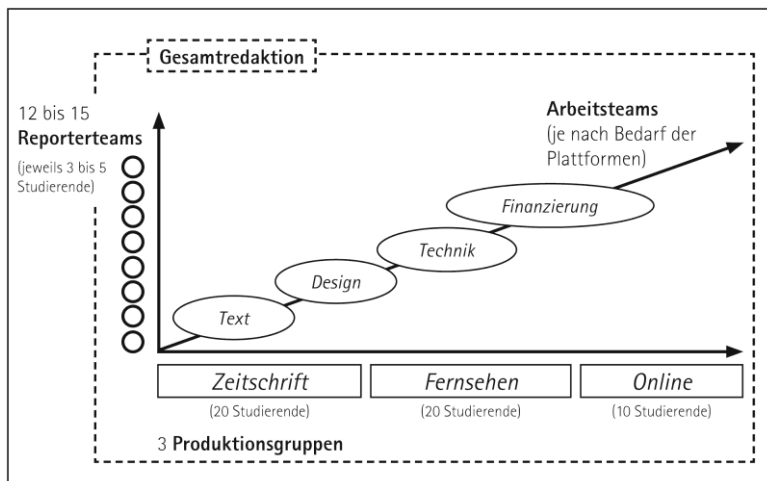 Gesamtredaktion
12 bis 15
Reporterteams
(jeweils 3 bis 5
Studierende)
Arbeitsteams
(je nach Bedarf der
Plattformen)
Finanzierung
Technik
Design
Text
Zeitschrift
Fernsehen
Online
(20 Studierende)
(20 Studierende)
(10 Studierende)
3 Produktionsgruppen